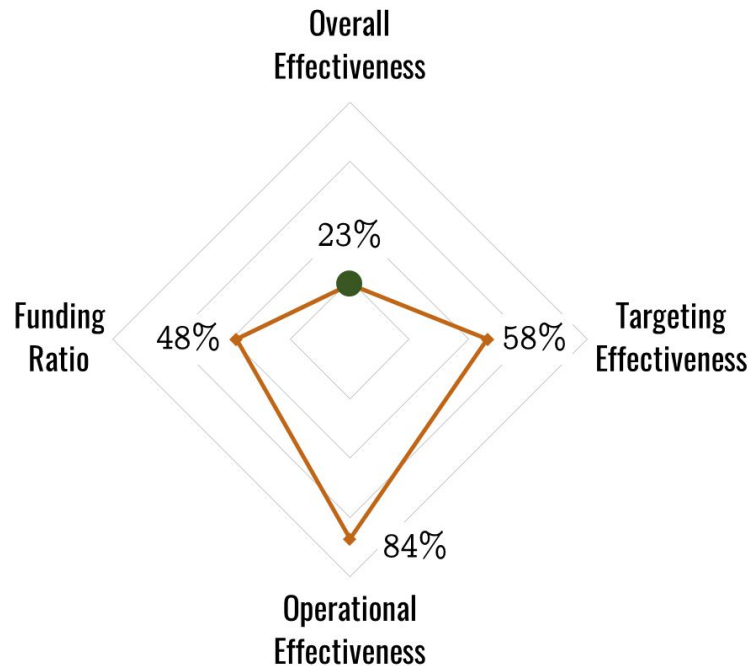 Overall
Effectiveness
23%
Funding
Ratio
48%
58%
Targeting
Effectiveness
84%
Operational
Effectiveness